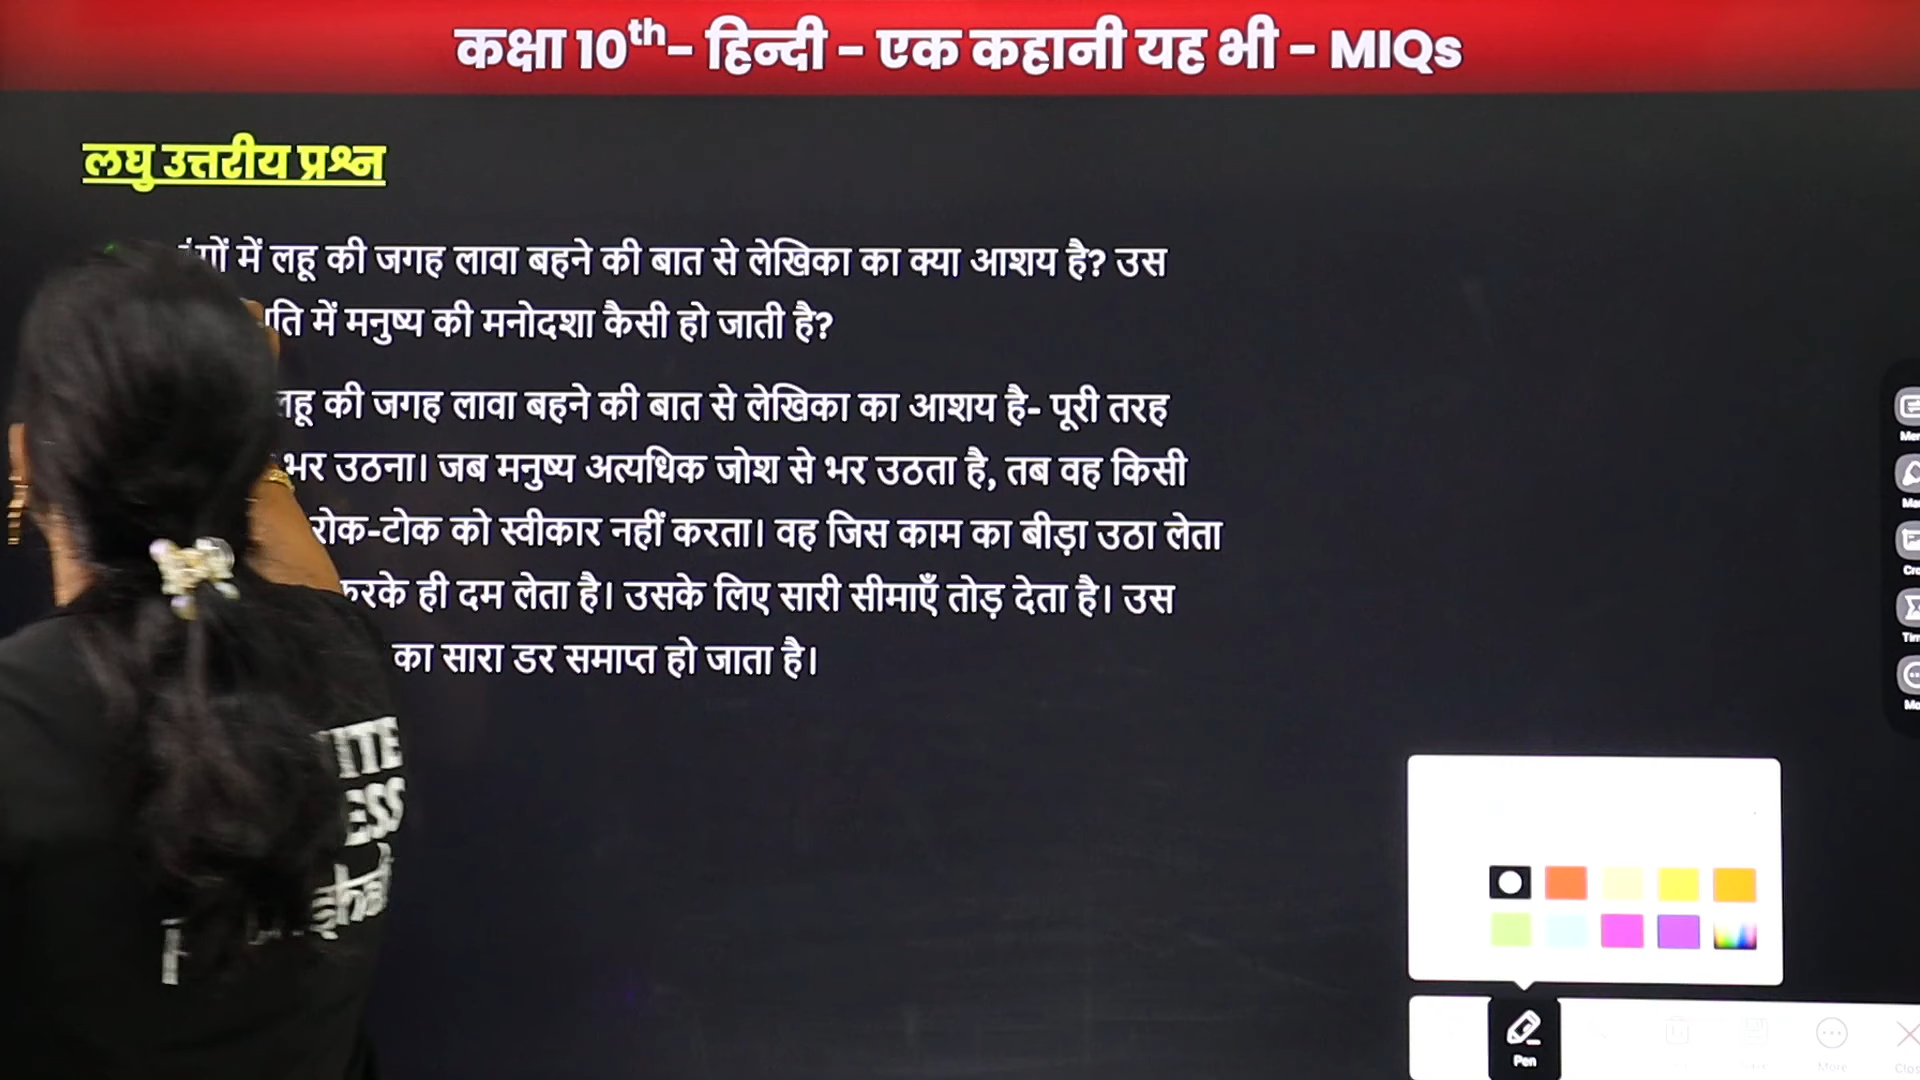 कक्षा 10th- हिन्दी - एक कहानी यह भी - MIQs
लघु उत्तरीय प्रश्न
में लहू की जगह लावा बहने की बात से लेखिका का क्या आशय है? उस
में मनुष्य की मनोदशा कैसी हो जाती है?
लहू की जगह लावा बहने की बात से लेखिका का आशय है- पूरी तरह
भर उठना। जब मनुष्य अत्यधिक जोश से भर उठता है, तब वह किसी
रोक-टोक को स्वीकार नहीं करता। वह जिस काम का बीड़ा उठा लेता
करके ही दम लेता है। उसके लिए सारी सीमाएँ तोड़ देता है। उस
का सारा डर समाप्त हो जाता है।
Pen
More